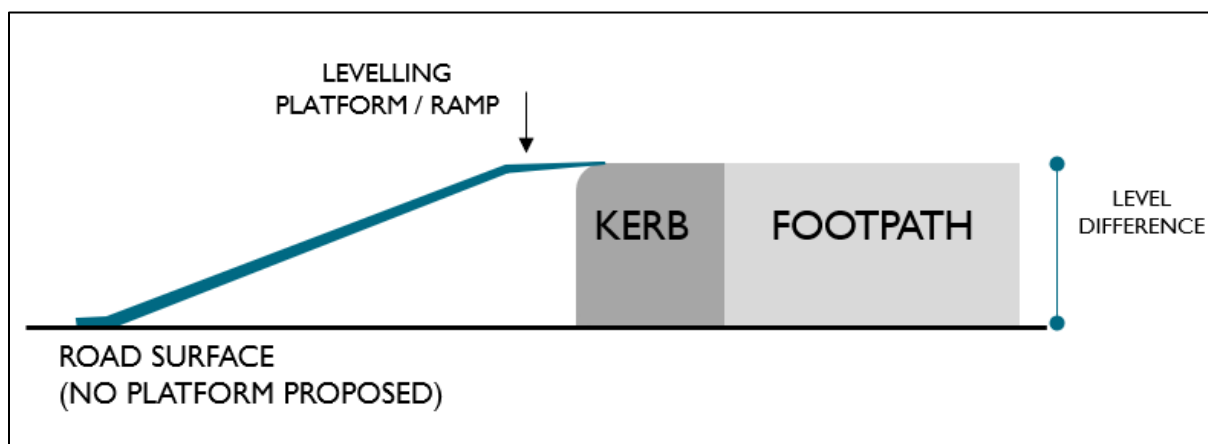 LEVELLING
PLATFORM / RAMP
KERB
FOOTPATH
LEVEL
DIFFERENCE
ROAD SURFACE
(NO PLATFORM PROPOSED)